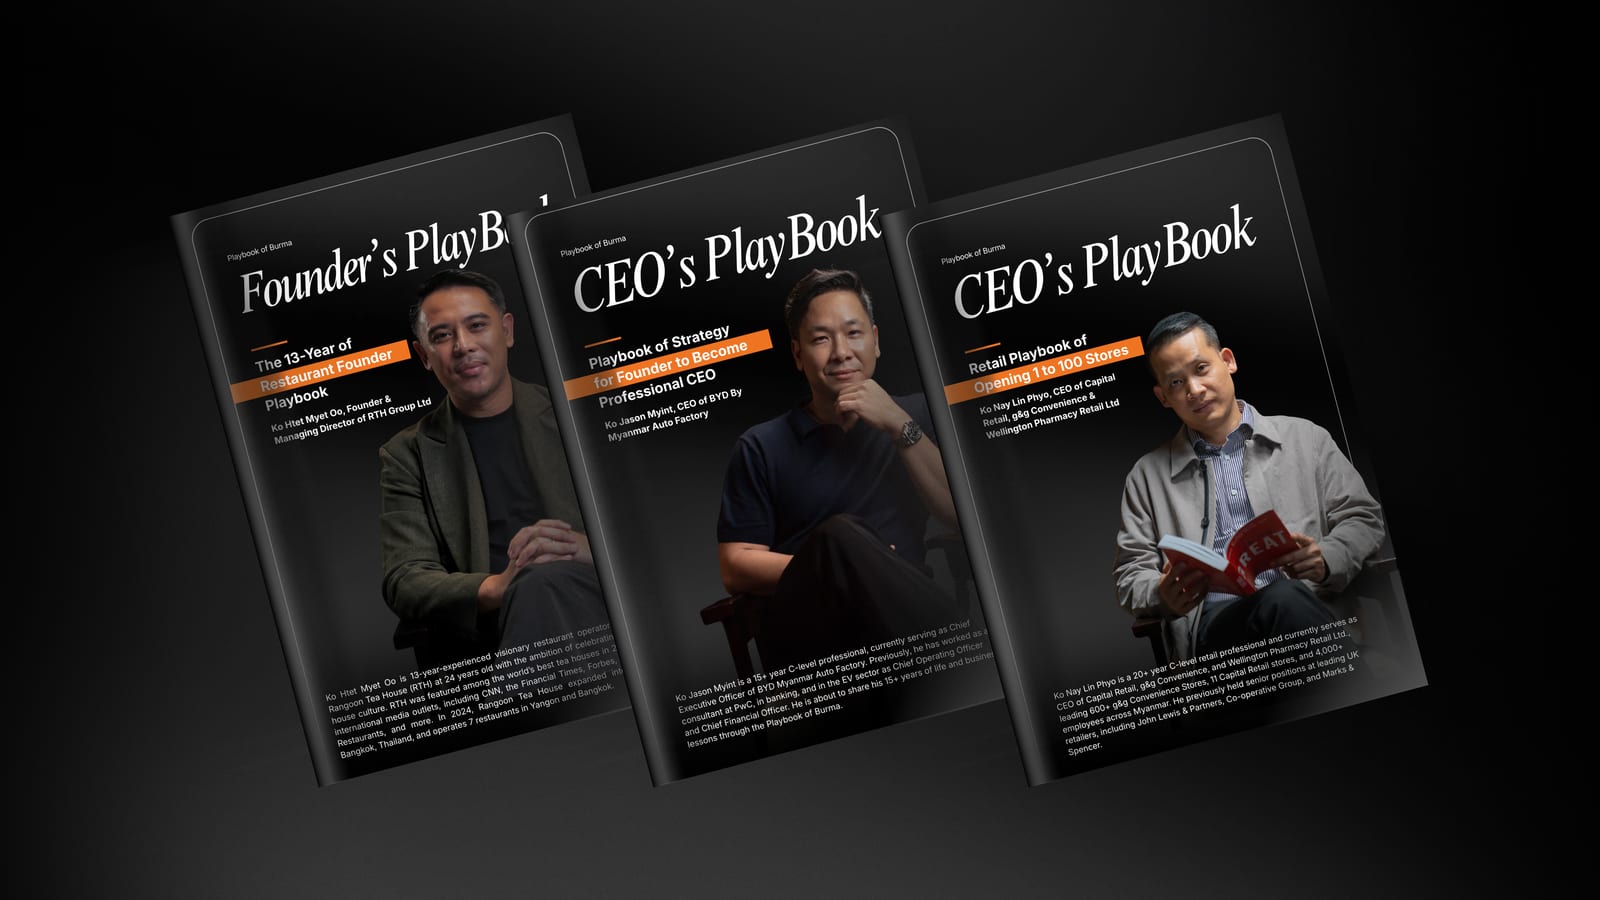 Playbook of Burma
Founder's PlayBook
The 13-Year of
Restaurant Founder
Playbook
Ko Htet Myet Oo, Founder &
Managing Director of RTH Group Ltd
Ko Htet Myet Oo is 13-year-experienced visionary restaurant
Rangoon Tea House (RTH) at 24 years old with the ambition of
house culture. RTH was featured among the world's best tea houses in
international media outlets, including CNN, the Financial Times, Forbes,
Restaurants, and more. In 2024, Rangoon Tea House expanded
Bangkok, Thailand, and operates 7 restaurants in Yangon and Bangkok.
Playbook of Burma
CEO's PlayBook
Playbook of Strategy
for Founder to Become
Professional CEO
Ko Jason Myint, CEO of BYD By
Myanmar Auto Factory
Ko Jason Myint is a 15+ year C-level professional, currently serving as Chief
Executive Officer of BYD Myanmar Auto Factory. Previously, he has worked as a
consultant at PwC, in banking, and in the EV sector as Chief Operating Officer
and Chief Financial Officer. He is about to share his 15+ years of life and
lessons through the Playbook of Burma.
Playbook of Burma
CEO's PlayBook
Retail Playbook of
Opening 1 to 100 Stores
Ko Nay Lin Phyo, CEO of Capital
Retail, g&g Convenience &
Wellington Pharmacy Retail Ltd
GREAT
Ko Nay Lin Phyo is a 20+ year C-level retail professional and currently serves as
CEO of Capital Retail, g&g Convenience, and Wellington Pharmacy Retail Ltd.,
leading 600+ g&g Convenience Stores, 11 Capital Retail stores, and 4,000+
employees across Myanmar. He previously held senior positions at leading UK
retailers, including John Lewis & Partners, Co-operative Group, and Marks &
Spencer.